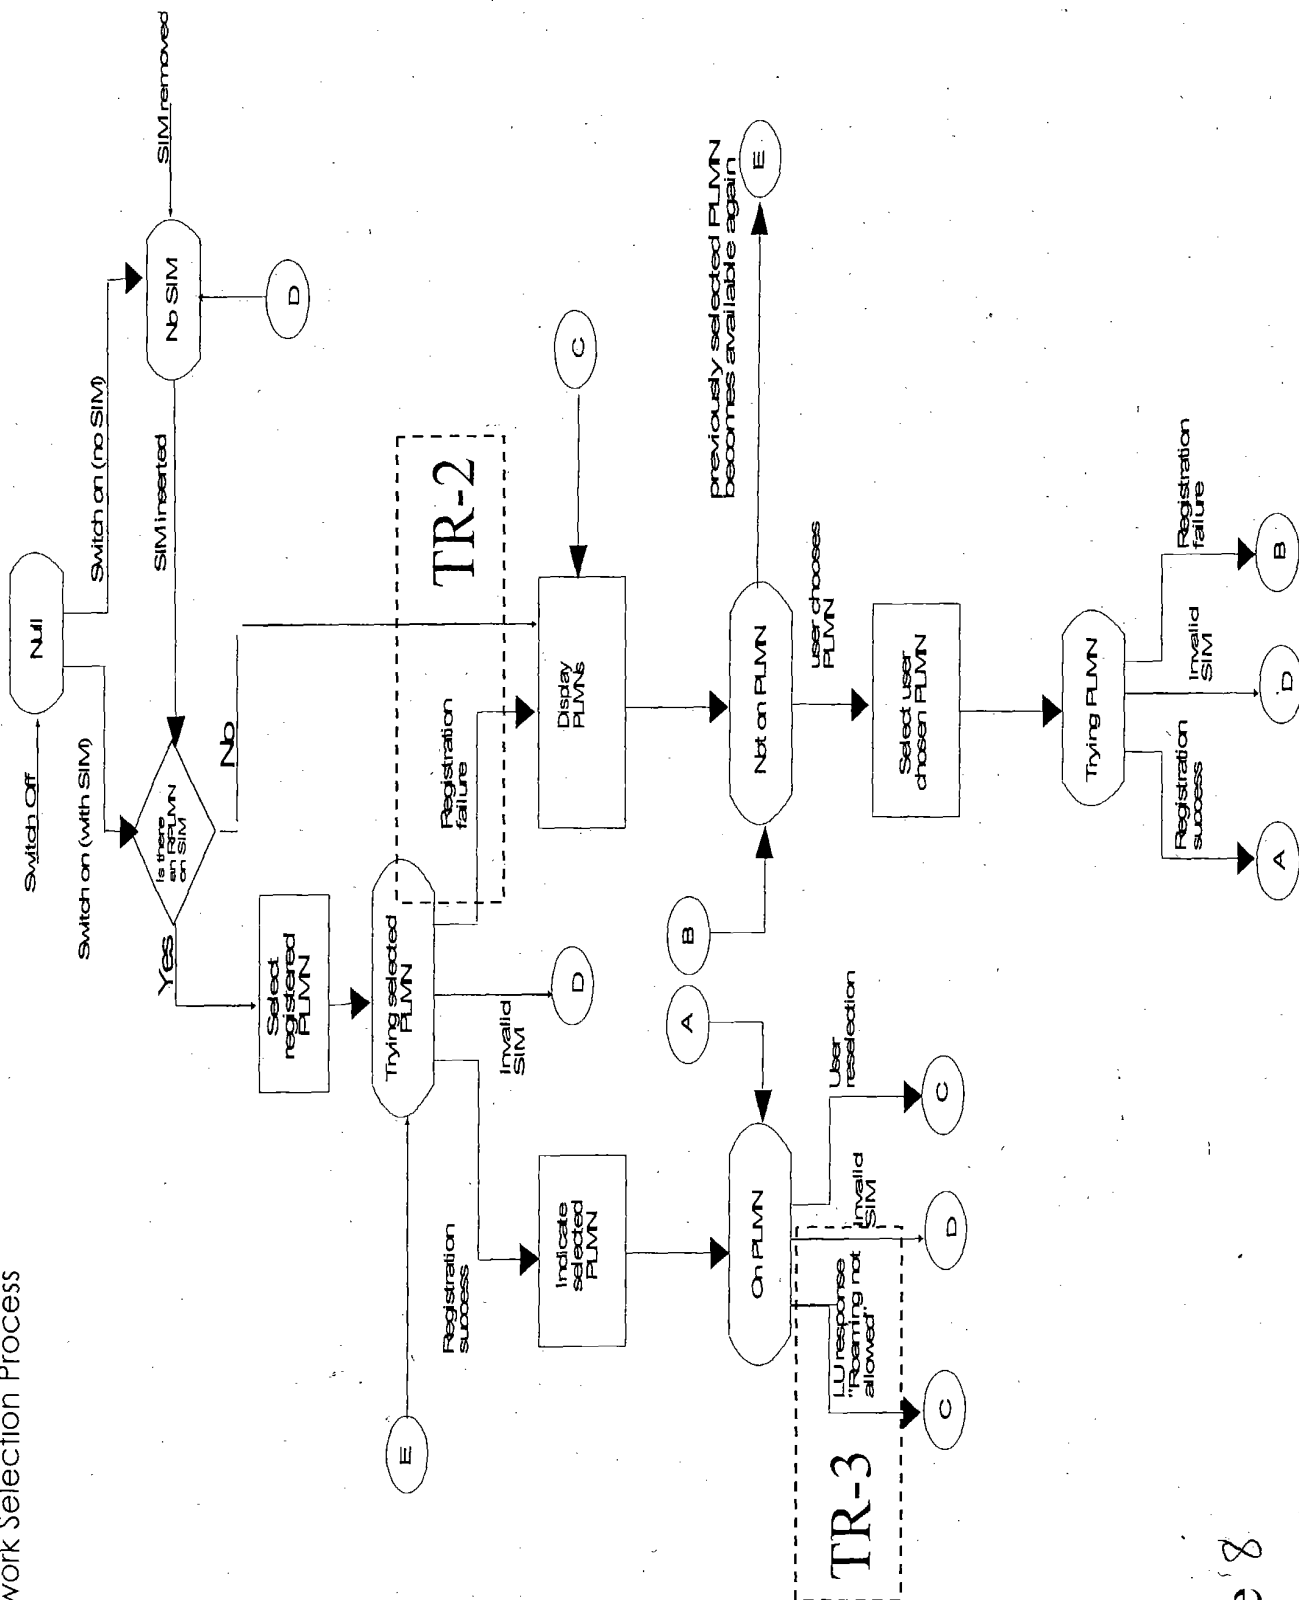 work Selection Process
Switch Off
Null
Switch on (with SIM)
Switch on (no SIM)
SIM removed
No SIM
SIM inserted
D
Is there
an RPLMN
on SIM
Yes
No
Select
registered
PLMN
E
Trying selected
PLMN
TR-2
Registration
success
Invalid
SIM
D
Registration
failure
C
Indicate
selected
PLMN
Display
PLMNs
A
B
On PLMN
Not on PLMN
previously selected PLMN
becomes available again
E
TR-3
LU response
"Roaming not
allowed"
Invalid
SIM
User
reselection
user chooses
PLMN
C
D
C
Select user
chosen PLMN
Trying PLMN
Registration
success
Invalid
SIM
Registration
failure
A
D
B
e 8